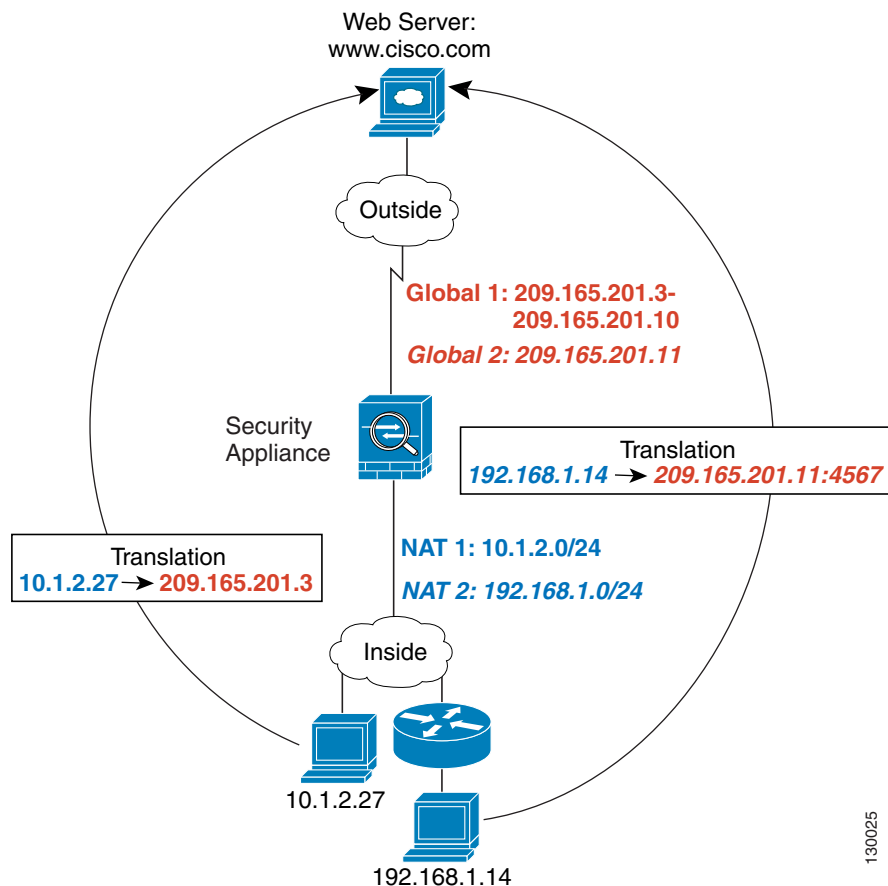 Web Server:
www.cisco.com
Outside
Global 1: 209.165.201.3-
209.165.201.10
Global 2: 209.165.201.11
Security
Appliance
Translation
192.168.1.14 → 209.165.201.11:4567
Translation
10.1.2.27 → 209.165.201.3
NAT 1: 10.1.2.0/24
NAT 2: 192.168.1.0/24
Inside
10.1.2.27
192.168.1.14
130025